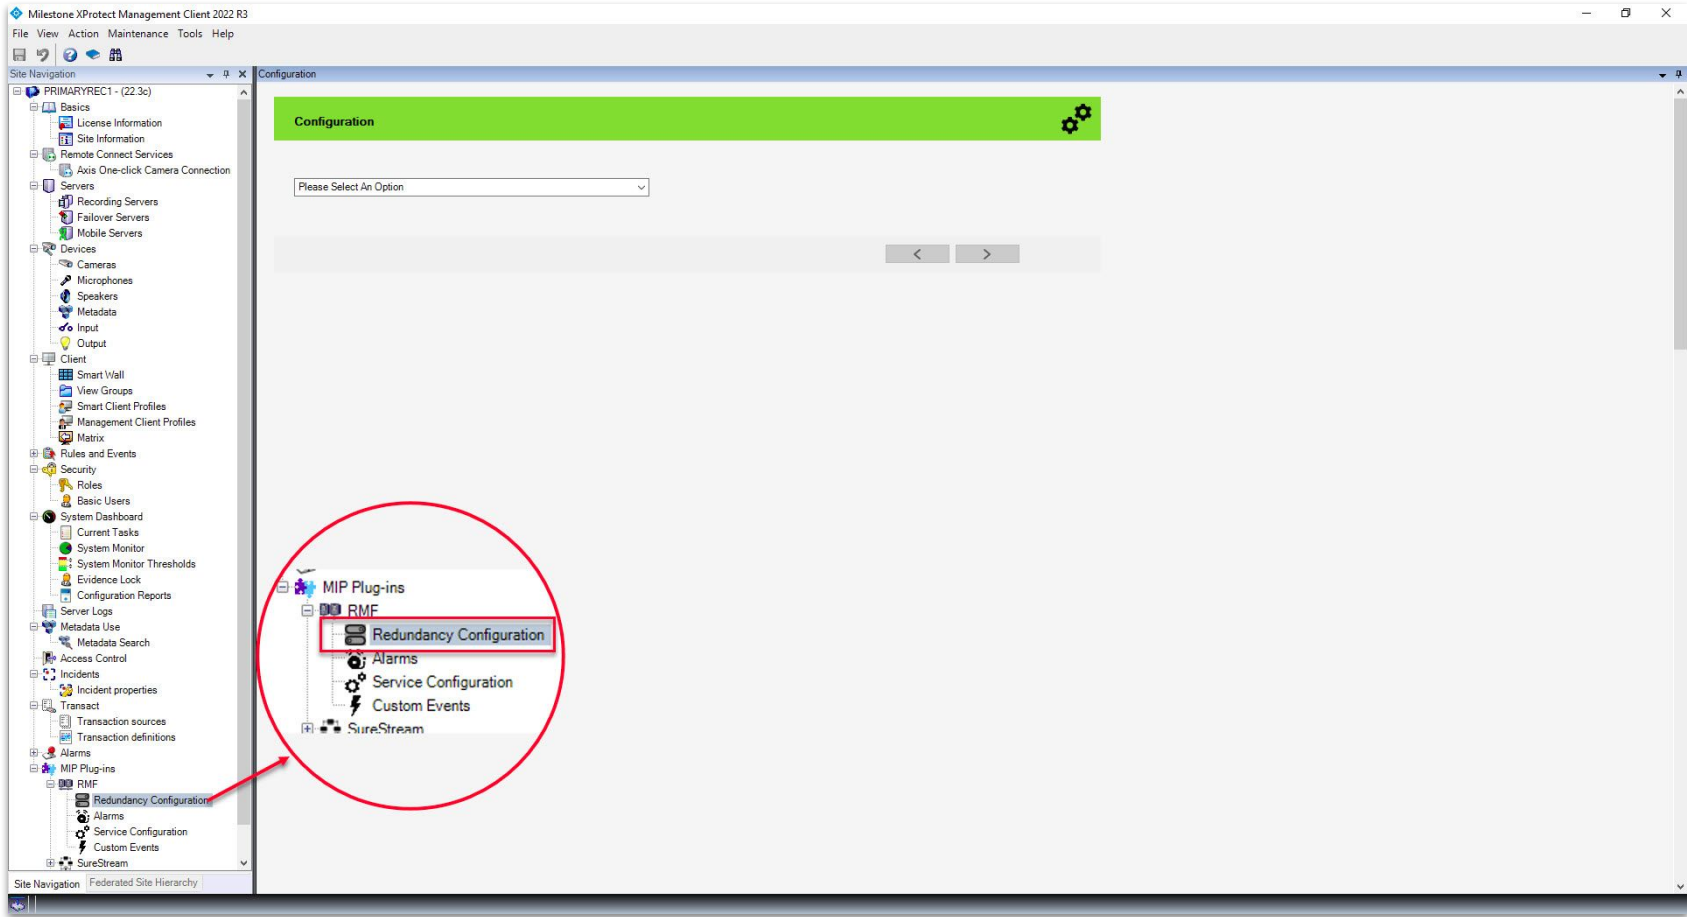 Milestone XProtect Management Client 2022 R3
File View Action Maintenance Tools Help
Site Navigation
Configuration
PRIMARYREC1 - (22.3c)
Basics
License Information
Site Information
Remote Connect Services
Axis One-click Camera Connection
Servers
Recording Servers
Failover Servers
Mobile Servers
Devices
Cameras
Microphones
Speakers
Metadata
Input
Output
Client
Smart Wall
View Groups
Smart Client Profiles
Management Client Profiles
Matrix
Rules and Events
Security
Roles
Basic Users
System Dashboard
Current Tasks
System Monitor
System Monitor Thresholds
Evidence Lock
Configuration Reports
Server Logs
Metadata Use
Metadata Search
Access Control
Incidents
Incident properties
Transact
Transaction sources
Transaction definitions
Alarms
MIP Plug-ins
RMF
Redundancy Configuration
Alarms
Service Configuration
Custom Events
SureStream
Site Navigation Federated Site Hierarchy
Configuration
Please Select An Option
< >
MIP Plug-ins
RMF
Redundancy Configuration
Alarms
Service Configuration
Custom Events
SureStream